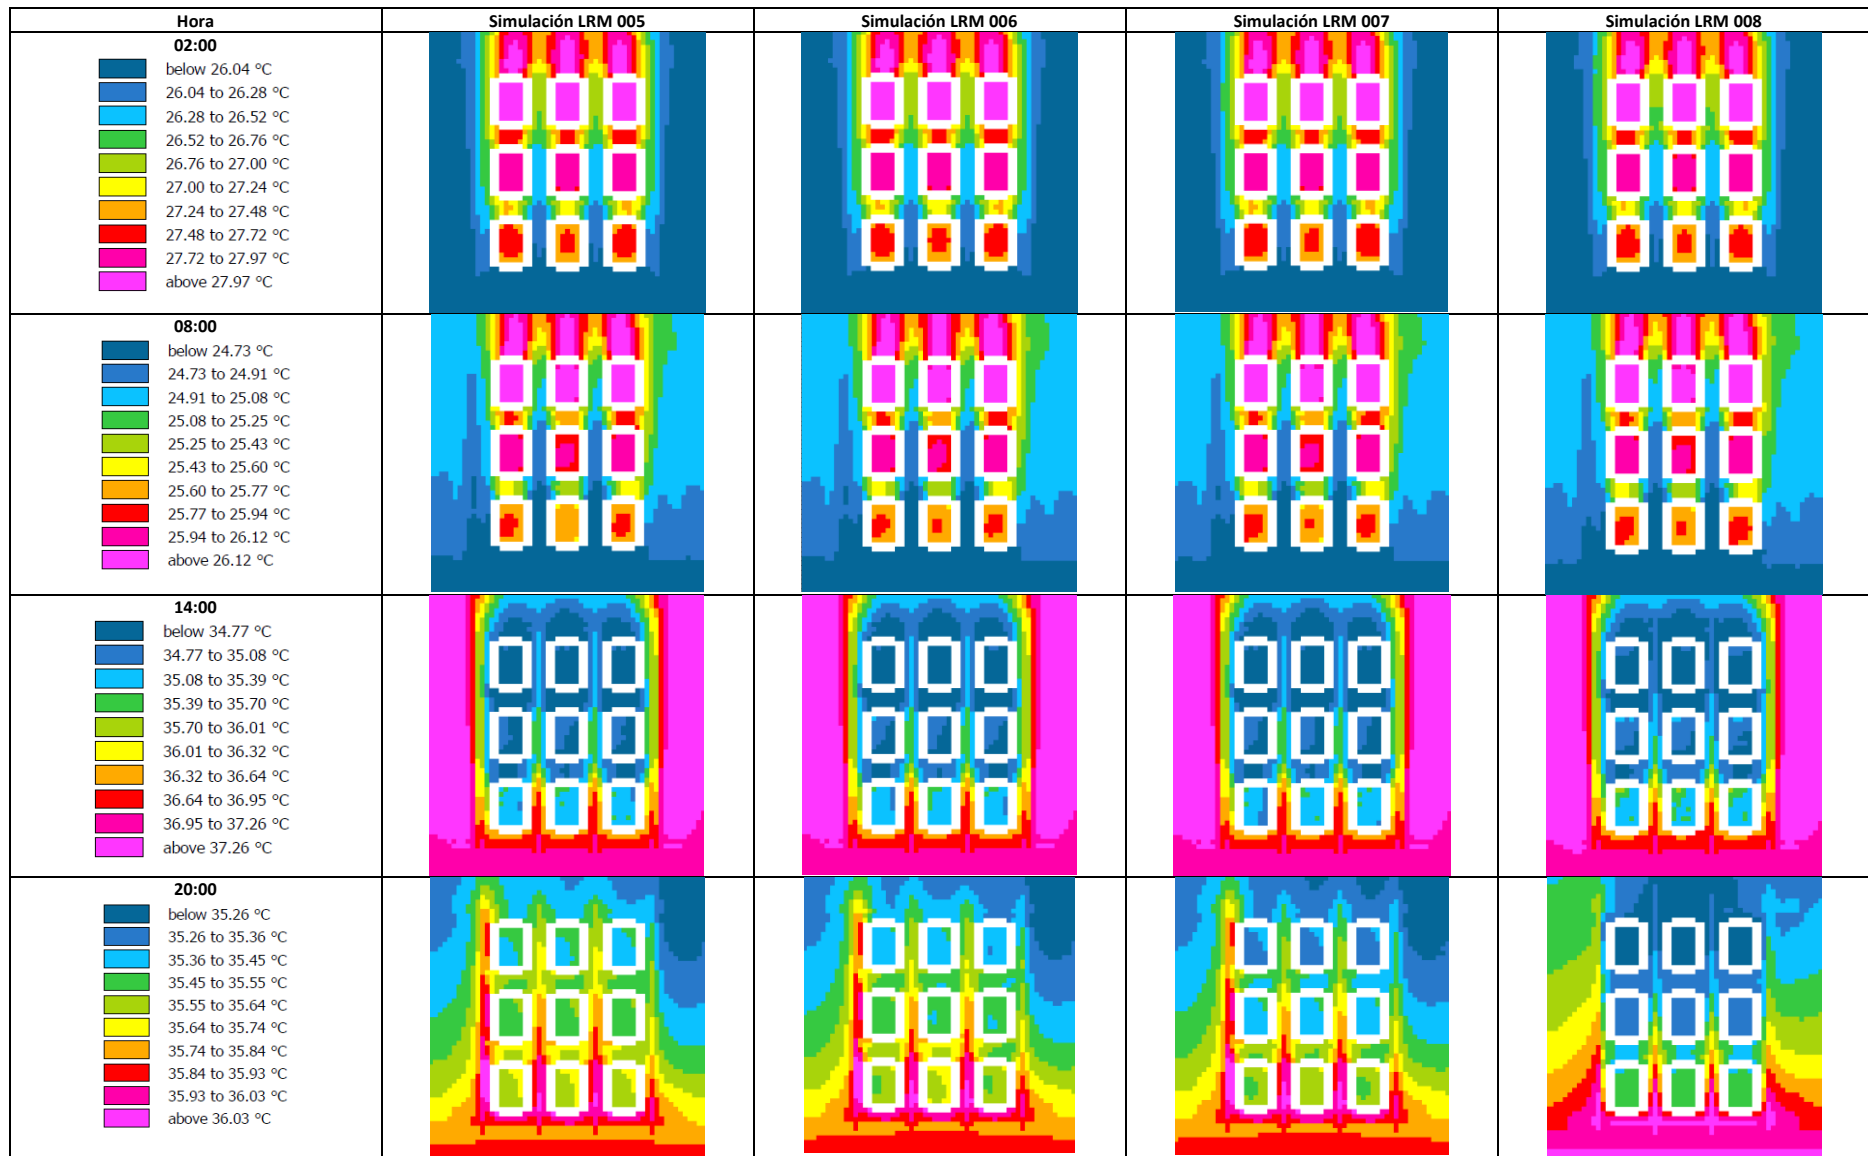 Hora Simulación LRM 005 Simulación LRM 006 Simulación LRM 007 Simulación LRM 008
02:00
below 26.04 °C
26.04 to 26.28 °C
26.28 to 26.52 °C
26.52 to 26.76 °C
26.76 to 27.00 °C
27.00 to 27.24 °C
27.24 to 27.48 °C
27.48 to 27.72 °C
27.72 to 27.97 °C
above 27.97 °C
08:00
below 24.73 °C
24.73 to 24.91 °C
24.91 to 25.08 °C
25.08 to 25.25 °C
25.25 to 25.43 °C
25.43 to 25.60 °C
25.60 to 25.77 °C
25.77 to 25.94 °C
25.94 to 26.12 °C
above 26.12 °C
14:00
below 34.77 °C
34.77 to 35.08 °C
35.08 to 35.39 °C
35.39 to 35.70 °C
35.70 to 36.01 °C
36.01 to 36.32 °C
36.32 to 36.64 °C
36.64 to 36.95 °C
36.95 to 37.26 °C
above 37.26 °C
20:00
below 35.26 °C
35.26 to 35.36 °C
35.36 to 35.45 °C
35.45 to 35.55 °C
35.55 to 35.64 °C
35.64 to 35.74 °C
35.74 to 35.84 °C
35.84 to 35.93 °C
35.93 to 36.03 °C
above 36.03 °C